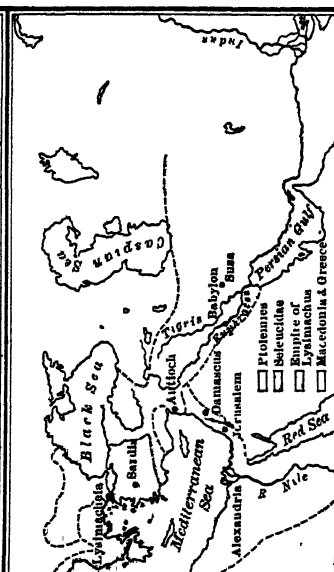 Indus
Caspian
Sea
Black Sea
Lysimachia
Sardis
Antioch
Tigris
Euphrates
Babylon
Susa
Persian Gulf
Damascus
Jerusalem
Mediterranean
Sea
Alexandria
Nile
Red Sea
Ptolemies
Seleucidae
Empire of
Lysimachus
Macedonia & Greece